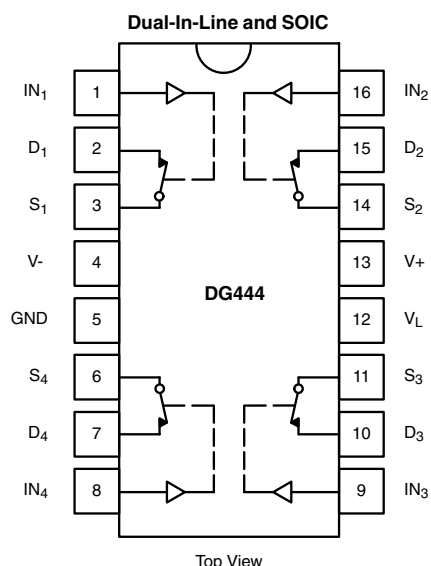 Dual-In-Line and SOIC
IN₁ 1 16 IN₂
D₁ 2 15 D₂
S₁ 3 14 S₂
V- 4 13 V+
GND 5 DG444 12 V_L
S₄ 6 11 S₃
D₄ 7 10 D₃
IN₄ 8 9 IN₃
Top View